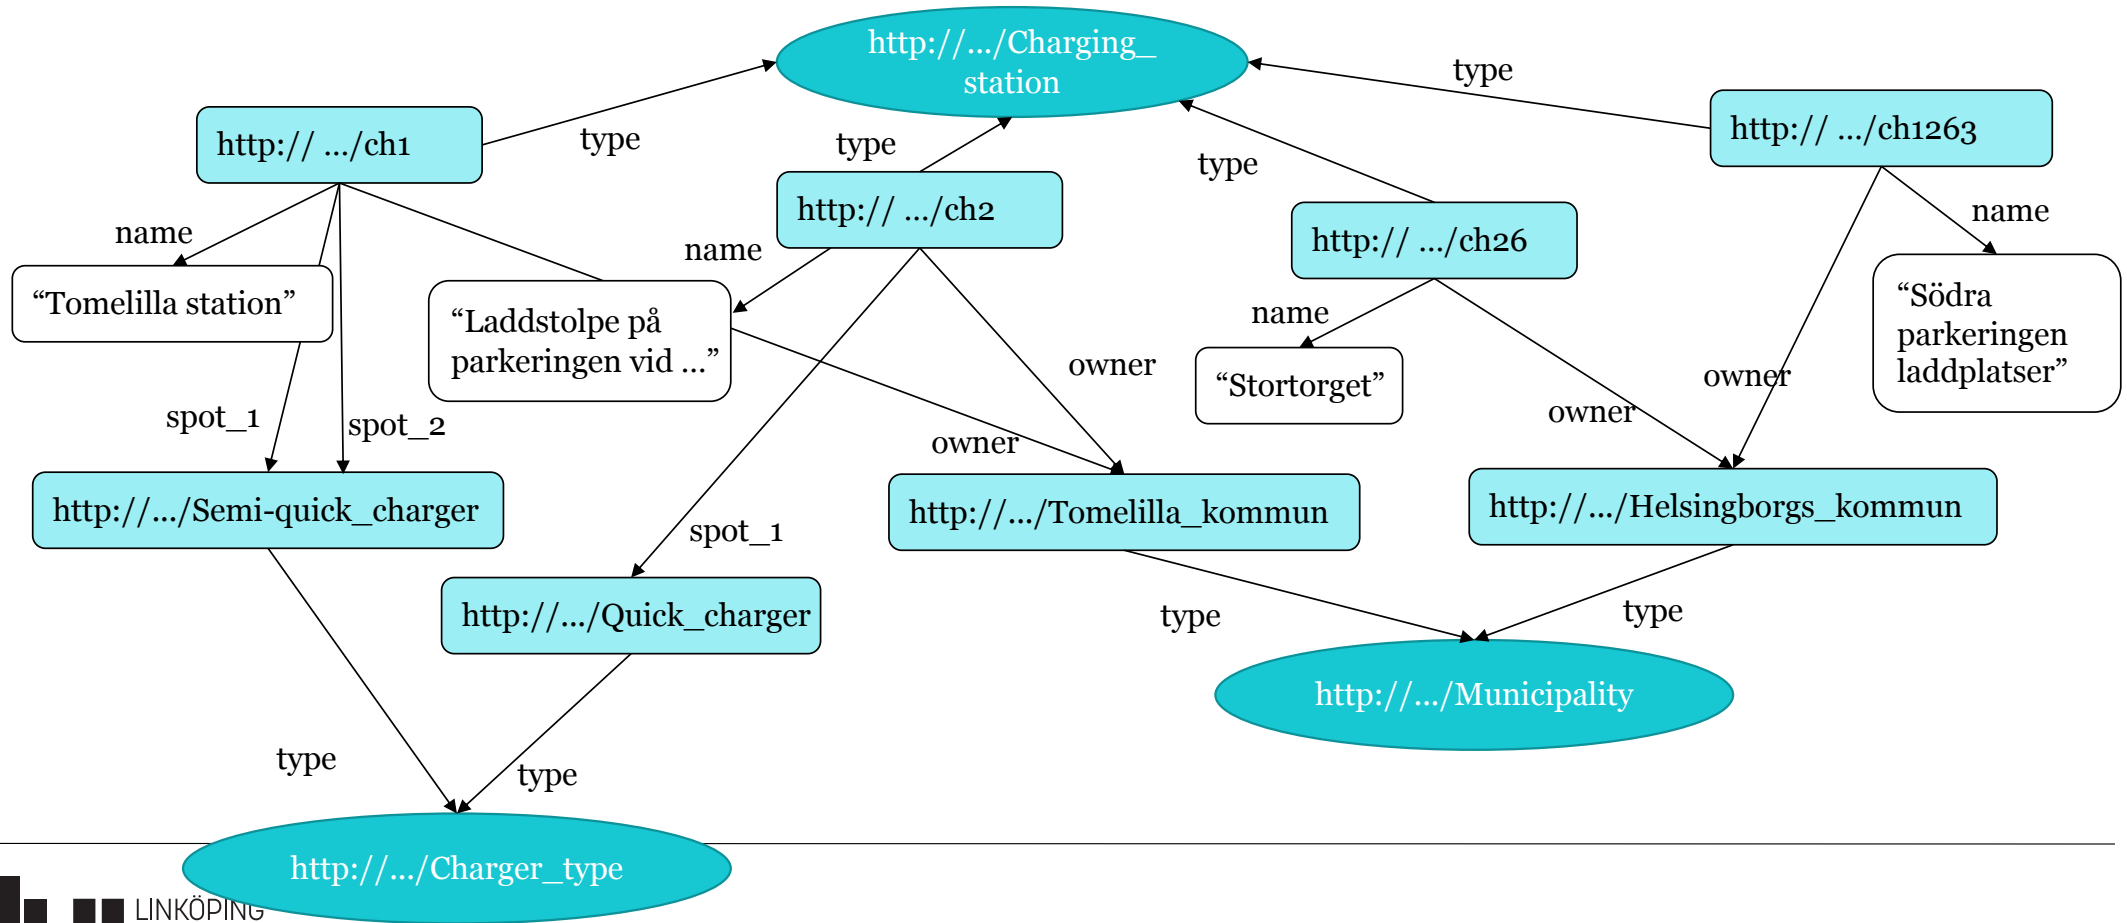 http://.../Charging_
station
type
http:// .../ch1
type
type
http:// .../ch1263
type
http:// .../ch2
http:// .../ch26
name
name
name
“Tomelilla station”
“Laddstolpe på
parkeringen vid ...”
name
“Södra
parkeringen
laddplatser”
owner
“Stortorget”
owner
owner
spot_1
spot_2
owner
http://.../Semi-quick_charger
http://.../Tomelilla_kommun
http://.../Helsingborgs_kommun
spot_1
http://.../Quick_charger
type
type
http://.../Municipality
type
type
http://.../Charger_type
LINKÖPING